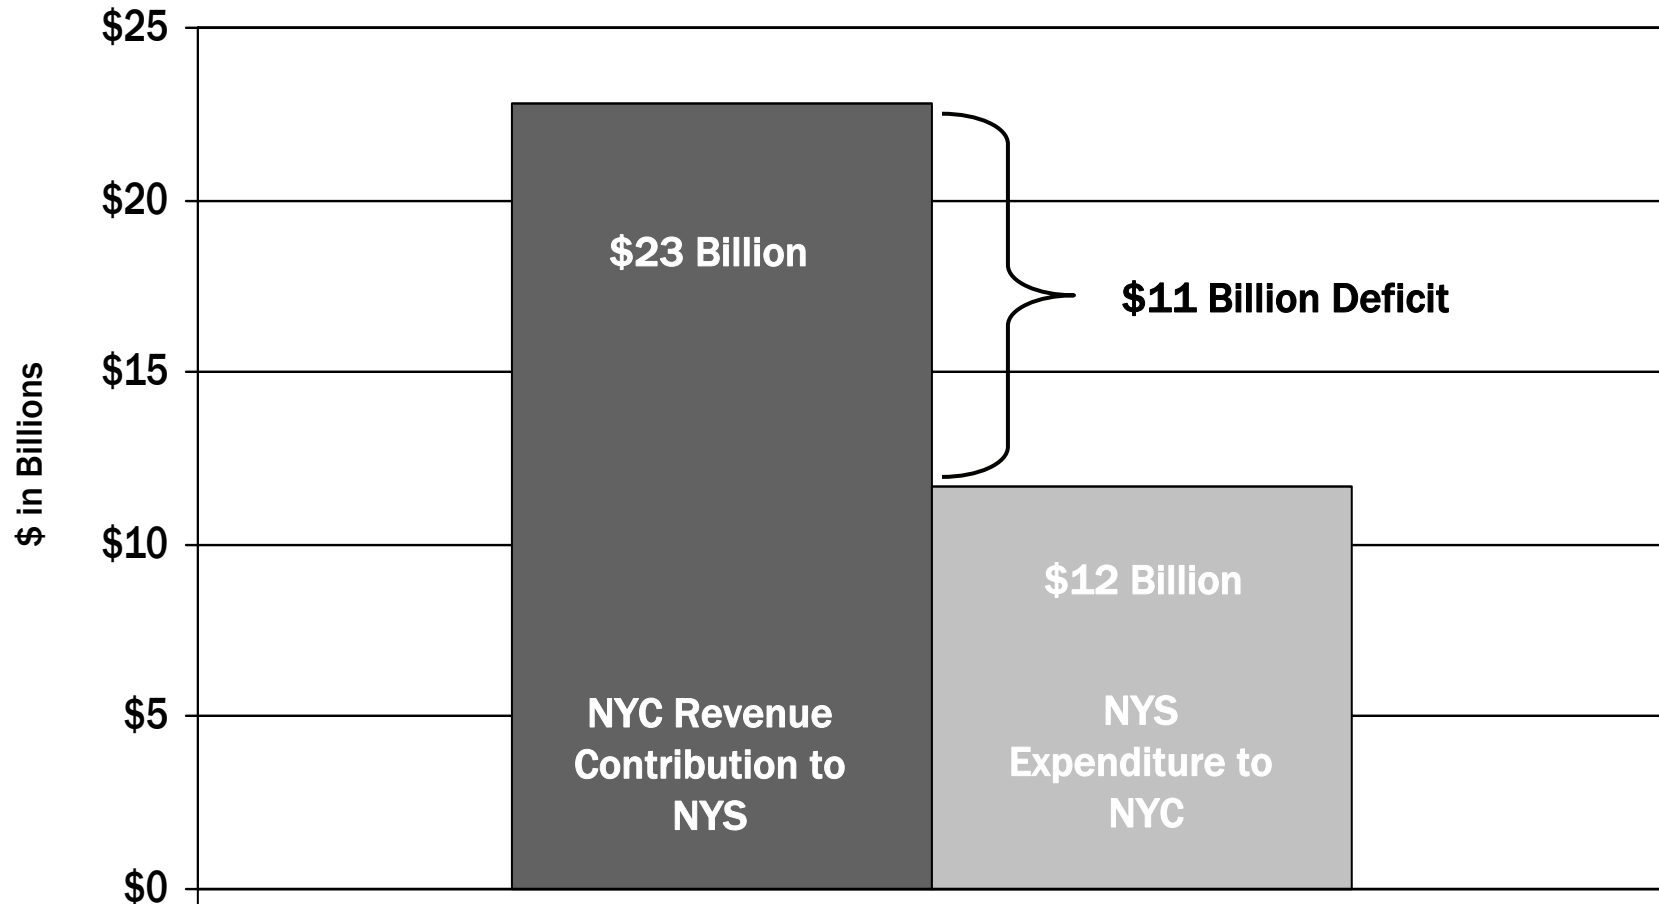 $25
$20
$15
$10
$5
$0
$ in Billions
$23 Billion
NYC Revenue
Contribution to
NYS
$11 Billion Deficit
$12 Billion
NYS
Expenditure to
NYC